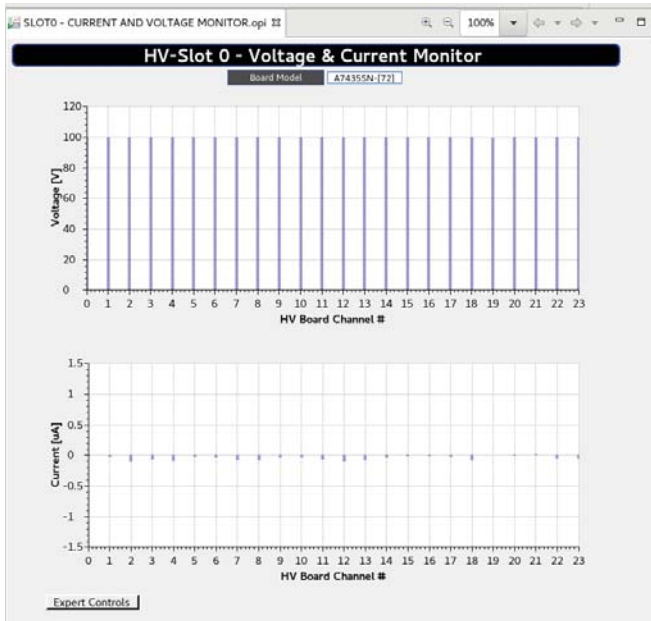 SLOT0 - CURRENT AND VOLTAGE MONITOR.opi
100%
HV-Slot 0 - Voltage & Current Monitor
Board Model A7435SN-[72]
120
100
80
60
40
20
0
Voltage [V]
0 1 2 3 4 5 6 7 8 9 10 11 12 13 14 15 16 17 18 19 20 21 22 23
HV Board Channel #
1.5
1
0.5
0
-0.5
-1
-1.5
Current [uA]
0 1 2 3 4 5 6 7 8 9 10 11 12 13 14 15 16 17 18 19 20 21 22 23
HV Board Channel #
Expert Controls